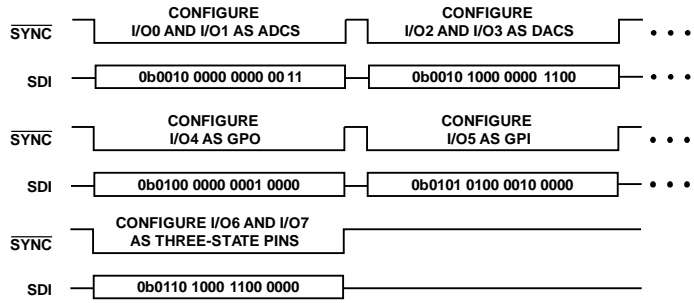 CONFIGURE CONFIGURE
SYNC I/O0 AND I/O1 AS ADCS I/O2 AND I/O3 AS DACS
SDI 0b0010 0000 0000 0011 0b0010 1000 0000 1100
CONFIGURE CONFIGURE
SYNC I/O4 AS GPO I/O5 AS GPI
SDI 0b0100 0000 0001 0000 0b0101 0100 0010 0000
CONFIGURE I/O6 AND I/O7
SYNC AS THREE-STATE PINS
SDI 0b0110 1000 1100 0000